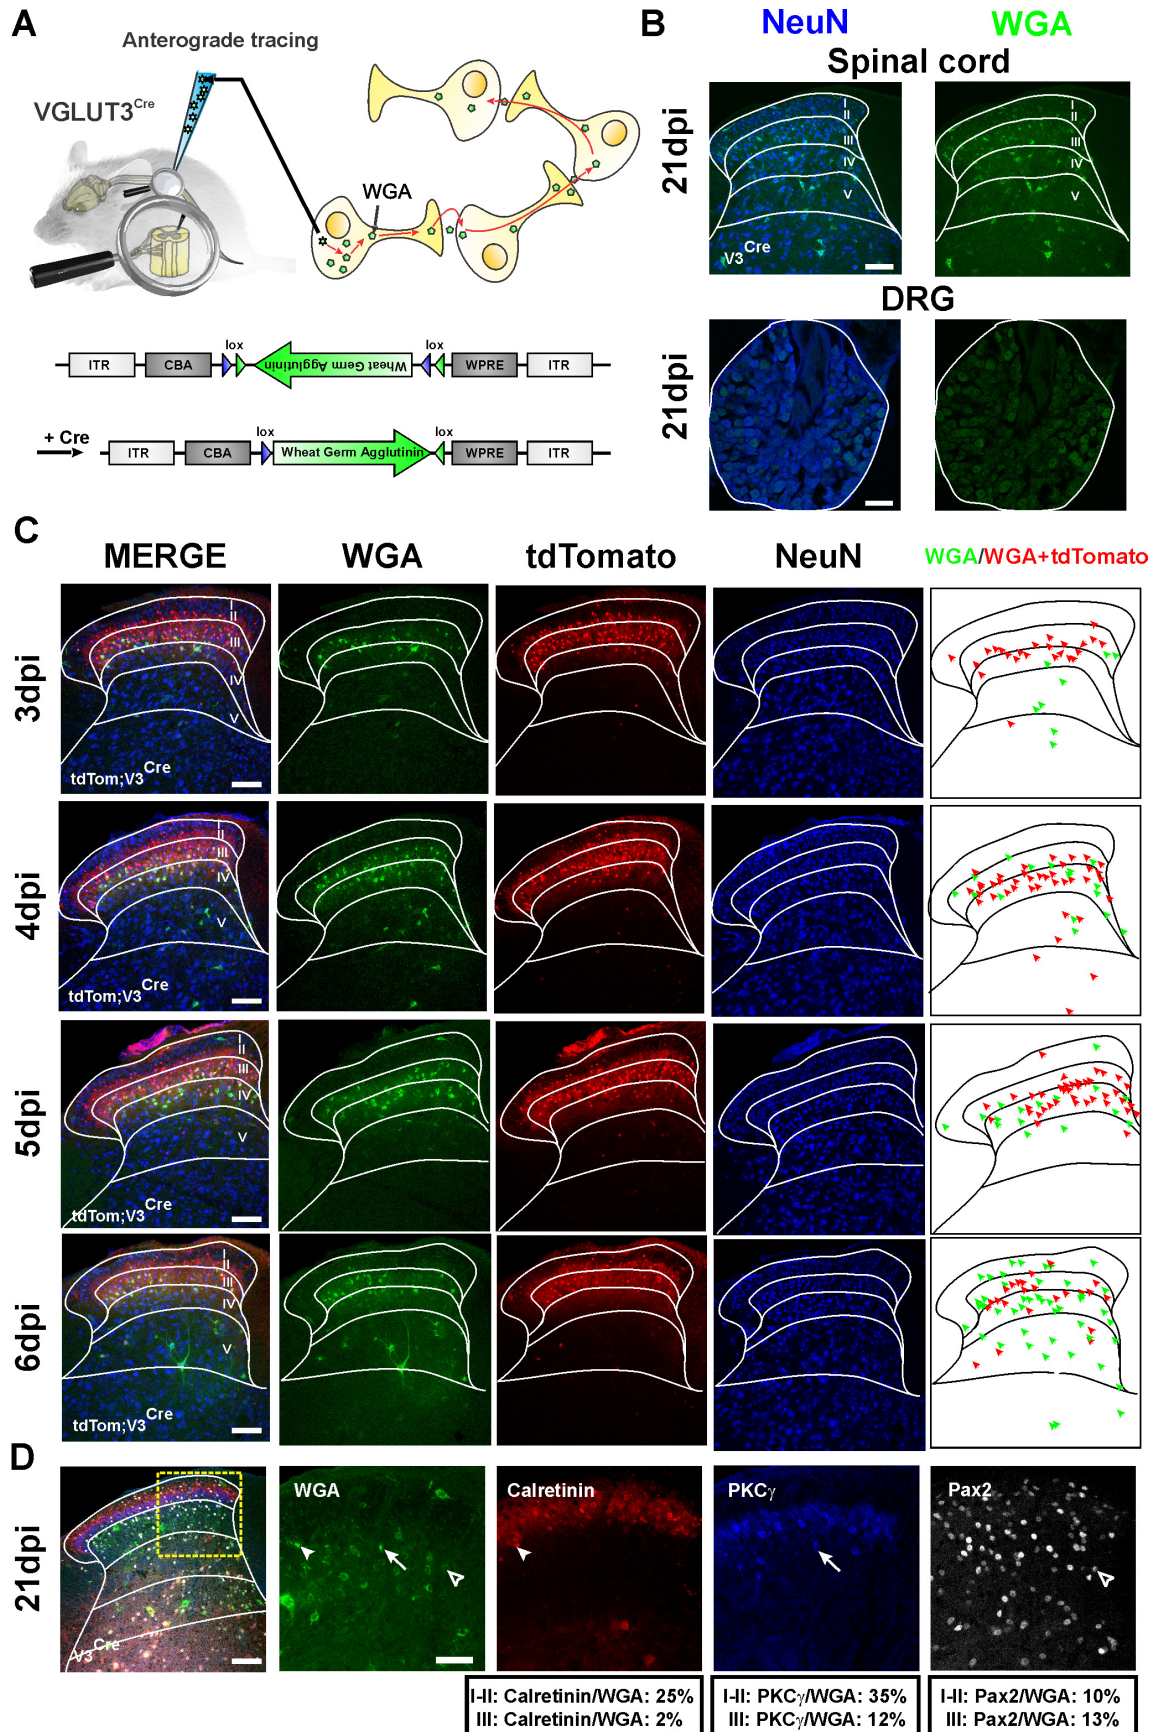 A
Anterograde tracing
VGLUT3Cre
WGA
lox lox
ITR CBA Wheat Germ Agglutinin WPRE ITR
+ Cre
lox lox
ITR CBA Wheat Germ Agglutinin WPRE ITR
B
NeuN WGA
Spinal cord
21dpi
I I
II II
III III
IV IV
V V
V3Cre
DRG
21dpi
C
MERGE WGA tdTomato NeuN WGA/WGA+tdTomato
3dpi
I
II
III
IV
V
tdTom;V3Cre
4dpi
I
II
III
IV
V
tdTom;V3Cre
5dpi
I
II
III
IV
V
tdTom;V3Cre
6dpi
I
II
III
IV
V
tdTom;V3Cre
D
21dpi
V3Cre
WGA Calretinin PKCγ Pax2
I-II: Calretinin/WGA: 25%
III: Calretinin/WGA: 2%
I-II: PKCγ/WGA: 35%
III: PKCγ/WGA: 12%
I-II: Pax2/WGA: 10%
III: Pax2/WGA: 13%